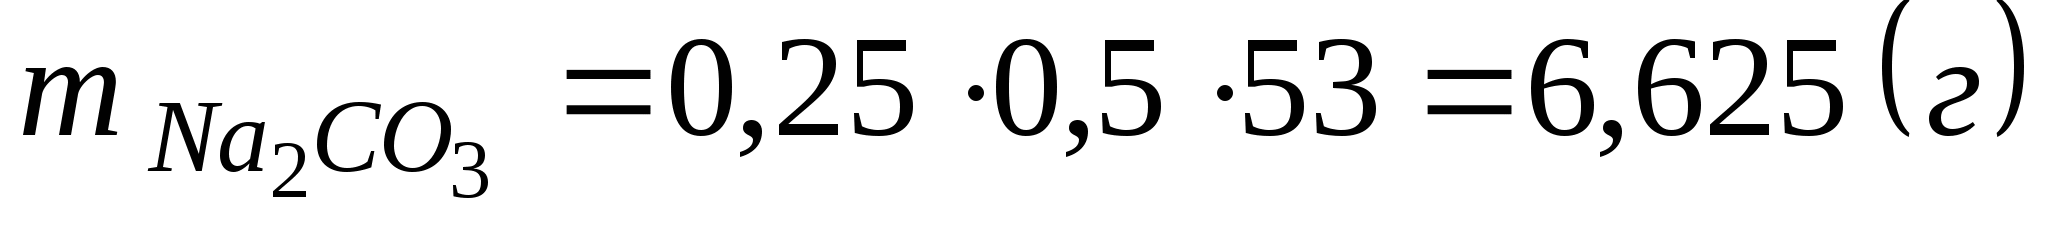 m Na₂CO₃ = 0,25 · 0,5 · 53 = 6,625 (г)